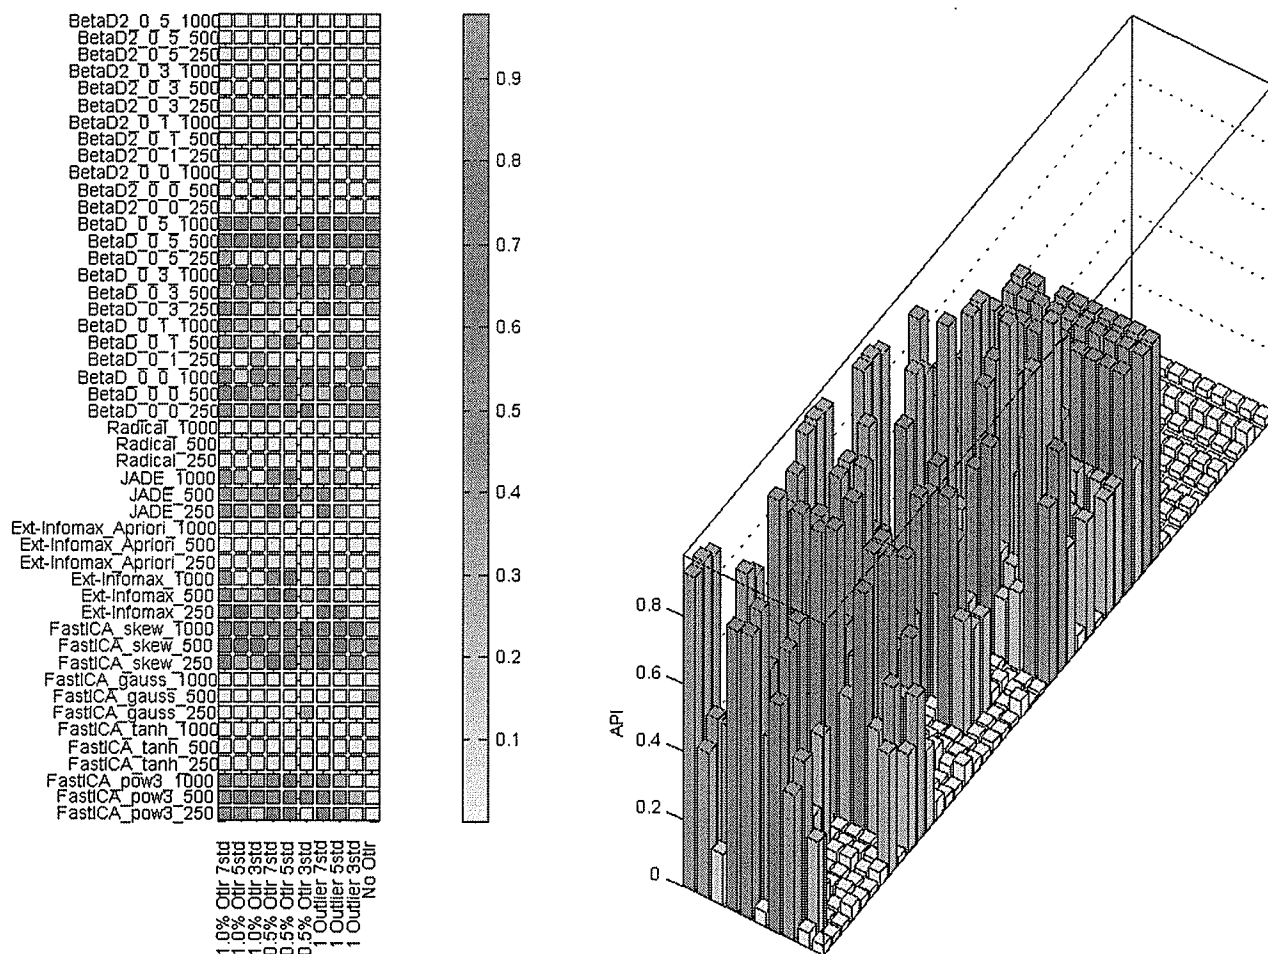 BetaD2_0_5_1000
BetaD2_0_5_500
BetaD2_0_5_250
BetaD2_0_3_1000
BetaD2_0_3_500
BetaD2_0_3_250
BetaD2_0_1_1000
BetaD2_0_1_500
BetaD2_0_1_250
BetaD2_0_0_1000
BetaD2_0_0_500
BetaD2_0_0_250
BetaD_0_5_1000
BetaD_0_5_500
BetaD_0_5_250
BetaD_0_3_1000
BetaD_0_3_500
BetaD_0_3_250
BetaD_0_1_1000
BetaD_0_1_500
BetaD_0_1_250
BetaD_0_0_1000
BetaD_0_0_500
BetaD_0_0_250
Radical_1000
Radical_500
Radical_250
JADE_1000
JADE_500
JADE_250
Ext-Infomax_Apriori_1000
Ext-Infomax_Apriori_500
Ext-Infomax_Apriori_250
Ext-Infomax_1000
Ext-Infomax_500
Ext-Infomax_250
FastICA_skew_1000
FastICA_skew_500
FastICA_skew_250
FastICA_gauss_1000
FastICA_gauss_500
FastICA_gauss_250
FastICA_tanh_1000
FastICA_tanh_500
FastICA_tanh_250
FastICA_pow3_1000
FastICA_pow3_500
FastICA_pow3_250
1.0% Otlr 7std
1.0% Otlr 5std
1.0% Otlr 3std
0.5% Otlr 7std
0.5% Otlr 5std
0.5% Otlr 3std
1 Outlier 7std
1 Outlier 5std
1 Outlier 3std
No Otlr
0.9
0.8
0.7
0.6
0.5
0.4
0.3
0.2
0.1
API
0.8
0.6
0.4
0.2
0